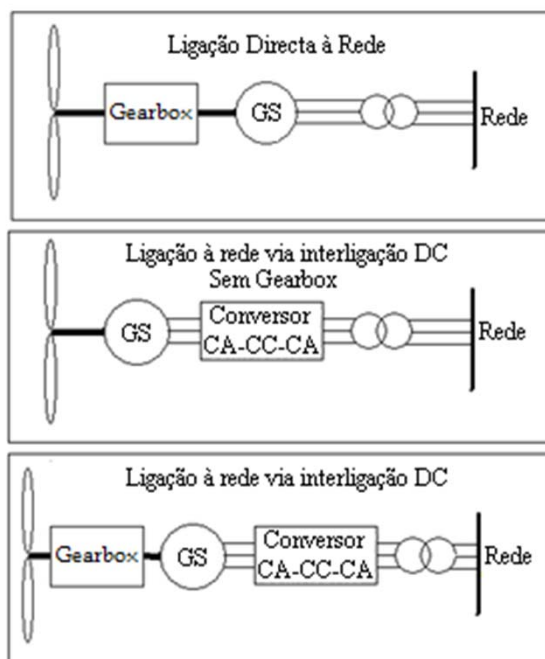 Ligação Directa à Rede
Gearbox
GS
Rede
Ligação à rede via interligação DC
Sem Gearbox
GS
Conversor
CA-CC-CA
Rede
Ligação à rede via interligação DC
Gearbox
GS
Conversor
CA-CC-CA
Rede